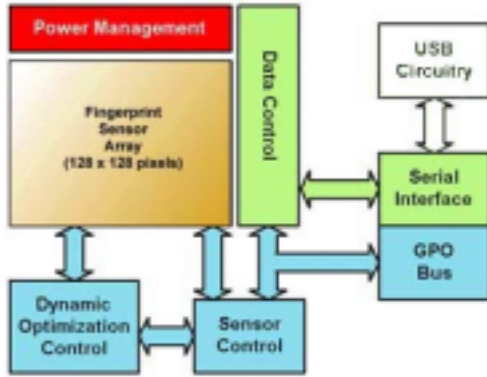 Power Management
Fingerprint
Sensor
Array
(128 x 128 pixels)
Data Control
USB
Circuitry
Serial
Interface
GPO
Bus
Dynamic
Optimization
Control
Sensor
Control